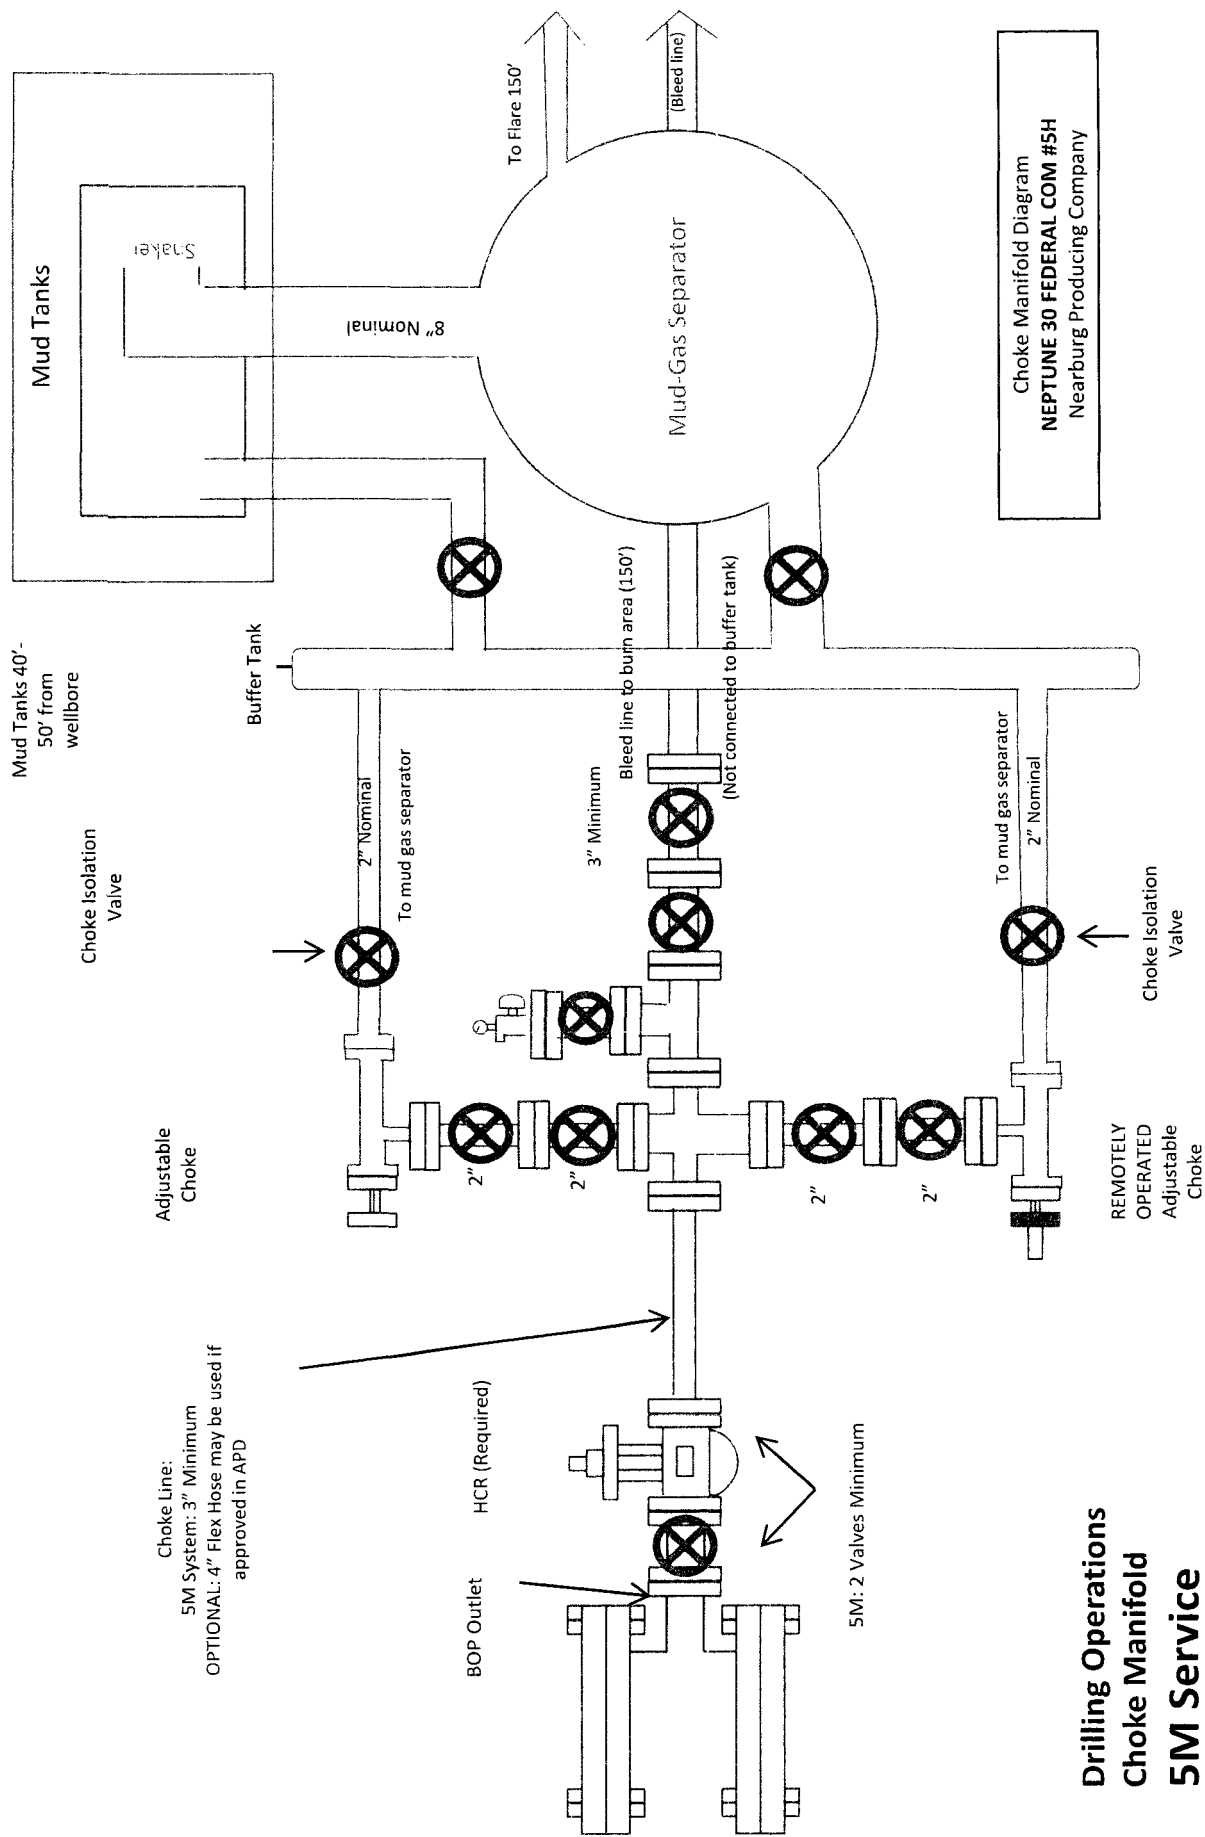 Mud Tanks 40'-
50' from
wellbore
Mud Tanks
Shaker
8" Nominal
To Flare 150'
(Bleed line)
Mud-Gas Separator
Buffer Tank
Bleed line to burn area (150')
(Not connected to buffer tank)
Choke Isolation
Valve
2" Nominal
To mud gas separator
3" Minimum
To mud gas separator
2" Nominal
Choke Isolation
Valve
Adjustable
Choke
2"
2"
2"
2"
REMOTELY
OPERATED
Adjustable
Choke
Choke Line:
5M System: 3" Minimum
OPTIONAL: 4" Flex Hose may be used if
approved in APD
HCR (Required)
BOP Outlet
5M: 2 Valves Minimum
Drilling Operations
Choke Manifold
5M Service
Choke Manifold Diagram
NEPTUNE 30 FEDERAL COM #5H
Nearburg Producing Company